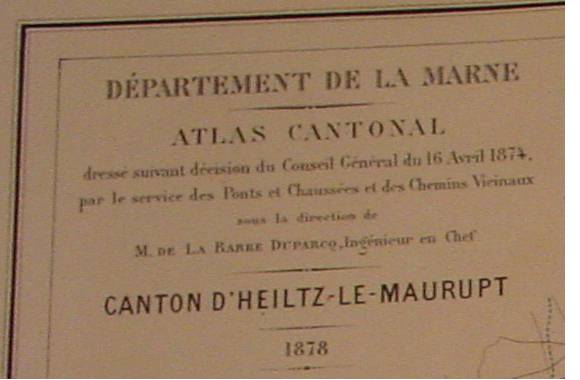 DÉPARTEMENT DE LA MARNE
ATLAS CANTONAL
dressé suivant décision du Conseil Général du 16 Avril 1874,
par le service des Ponts et Chaussées et des Chemins Vicinaux
sous la direction de
M. DE LA BARRE DUPARCQ, Ingénieur en Chef
CANTON D'HEILTZ-LE-MAURUPT
1878